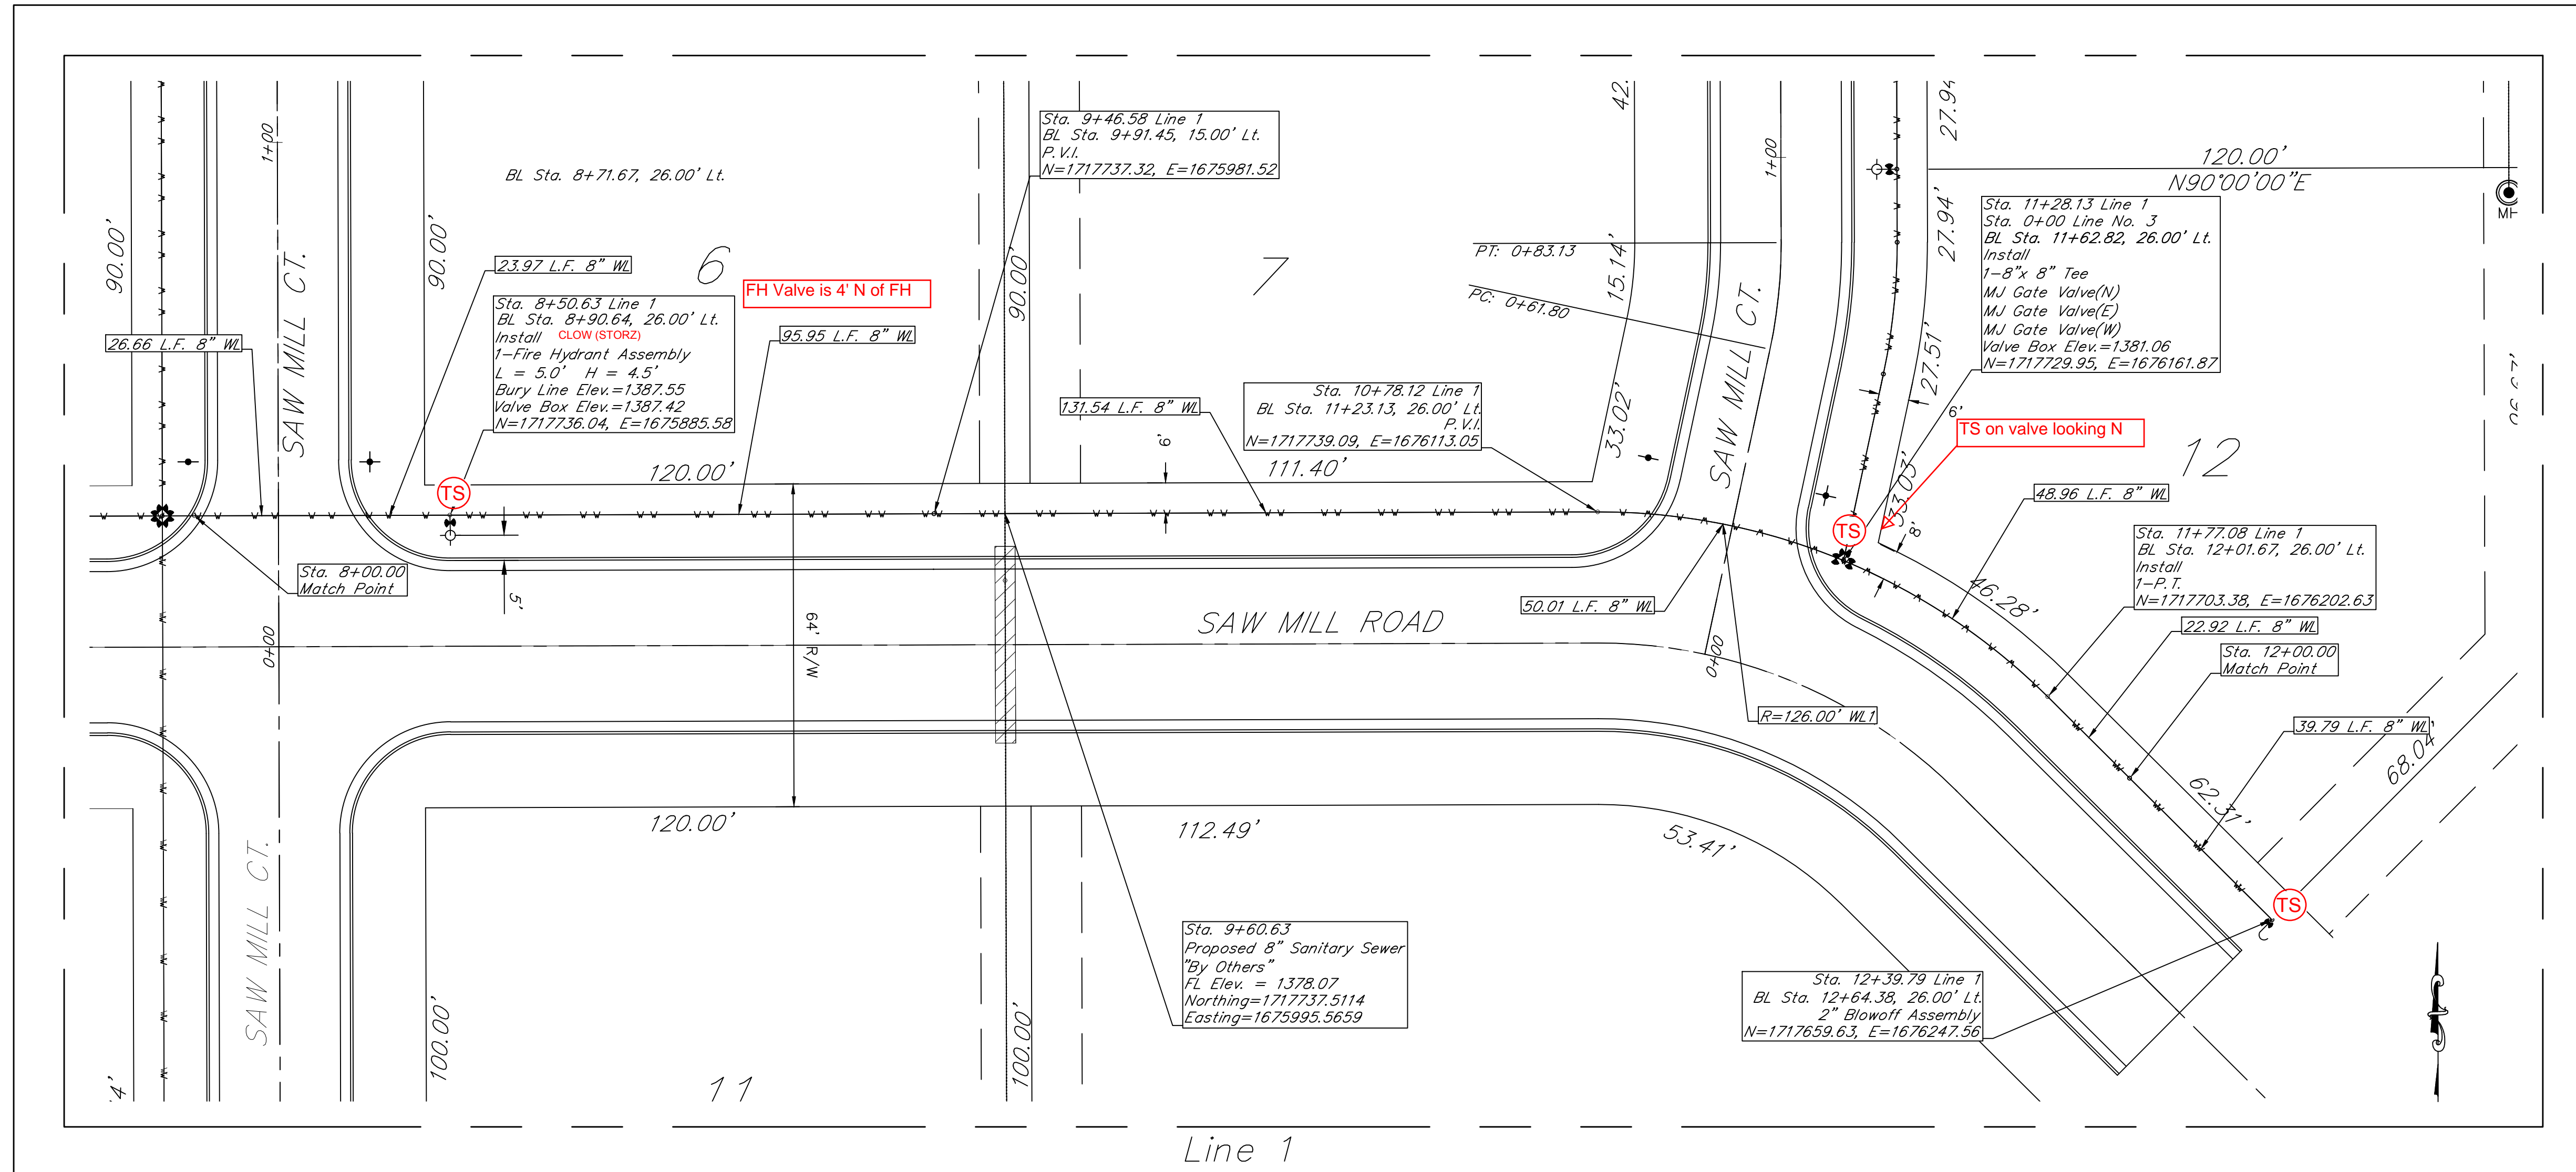 Sta. 9+46.58 Line 1
BL Sta. 9+91.45, 15.00' Lt.
P.V.I.
N=1717737.32, E=1675981.52
BL Sta. 8+71.67, 26.00' Lt.
1+00
SAW MILL CT.
90.00'
90.00'
23.97 L.F. 8" WL
6
FH Valve is 4' N of FH
Sta. 8+50.63 Line 1
BL Sta. 8+90.64, 26.00' Lt.
Install CLOW (STORZ)
1-Fire Hydrant Assembly
L = 5.0' H = 4.5'
Bury Line Elev.=1387.55
Valve Box Elev.=1387.42
N=1717736.04, E=1675885.58
26.66 L.F. 8" WL
95.95 L.F. 8" WL
90.00'
7
131.54 L.F. 8" WL
Sta. 10+78.12 Line 1
BL Sta. 11+23.13, 26.00' Lt.
P.V.I.
N=1717739.09, E=1676113.05
PT: 0+83.13
PC: 0+61.80
42.
15.14'
33.02'
1+00
SAW MILL CT.
27.94
27.94'
27.51'
33.03'
120.00'
N90°00'00"E
MH
Sta. 11+28.13 Line 1
Sta. 0+00 Line No. 3
BL Sta. 11+62.82, 26.00' Lt.
Install
1-8"x 8" Tee
MJ Gate Valve(N)
MJ Gate Valve(E)
MJ Gate Valve(W)
Valve Box Elev.=1381.06
N=1717729.95, E=1676161.87
6'
TS on valve looking N
12
TS
120.00'
9'
111.40'
TS
8'
48.96 L.F. 8" WL
Sta. 11+77.08 Line 1
BL Sta. 12+01.67, 26.00' Lt.
Install
1-P.T.
N=1717703.38, E=1676202.63
Sta. 8+00.00
Match Point
5'
64' R/W
0+00
SAW MILL ROAD
50.01 L.F. 8" WL
0+00
46.28'
22.92 L.F. 8" WL
Sta. 12+00.00
Match Point
R=126.00' WL1
39.79 L.F. 8" WL
68.04'
62.31'
120.00'
112.49'
53.41'
TS
SAW MILL CT.
100.00'
100.00'
11
Sta. 9+60.63
Proposed 8" Sanitary Sewer
"By Others"
FL Elev. = 1378.07
Northing=1717737.5114
Easting=1675995.5659
Sta. 12+39.79 Line 1
BL Sta. 12+64.38, 26.00' Lt.
2" Blowoff Assembly
N=1717659.63, E=1676247.56
Line 1